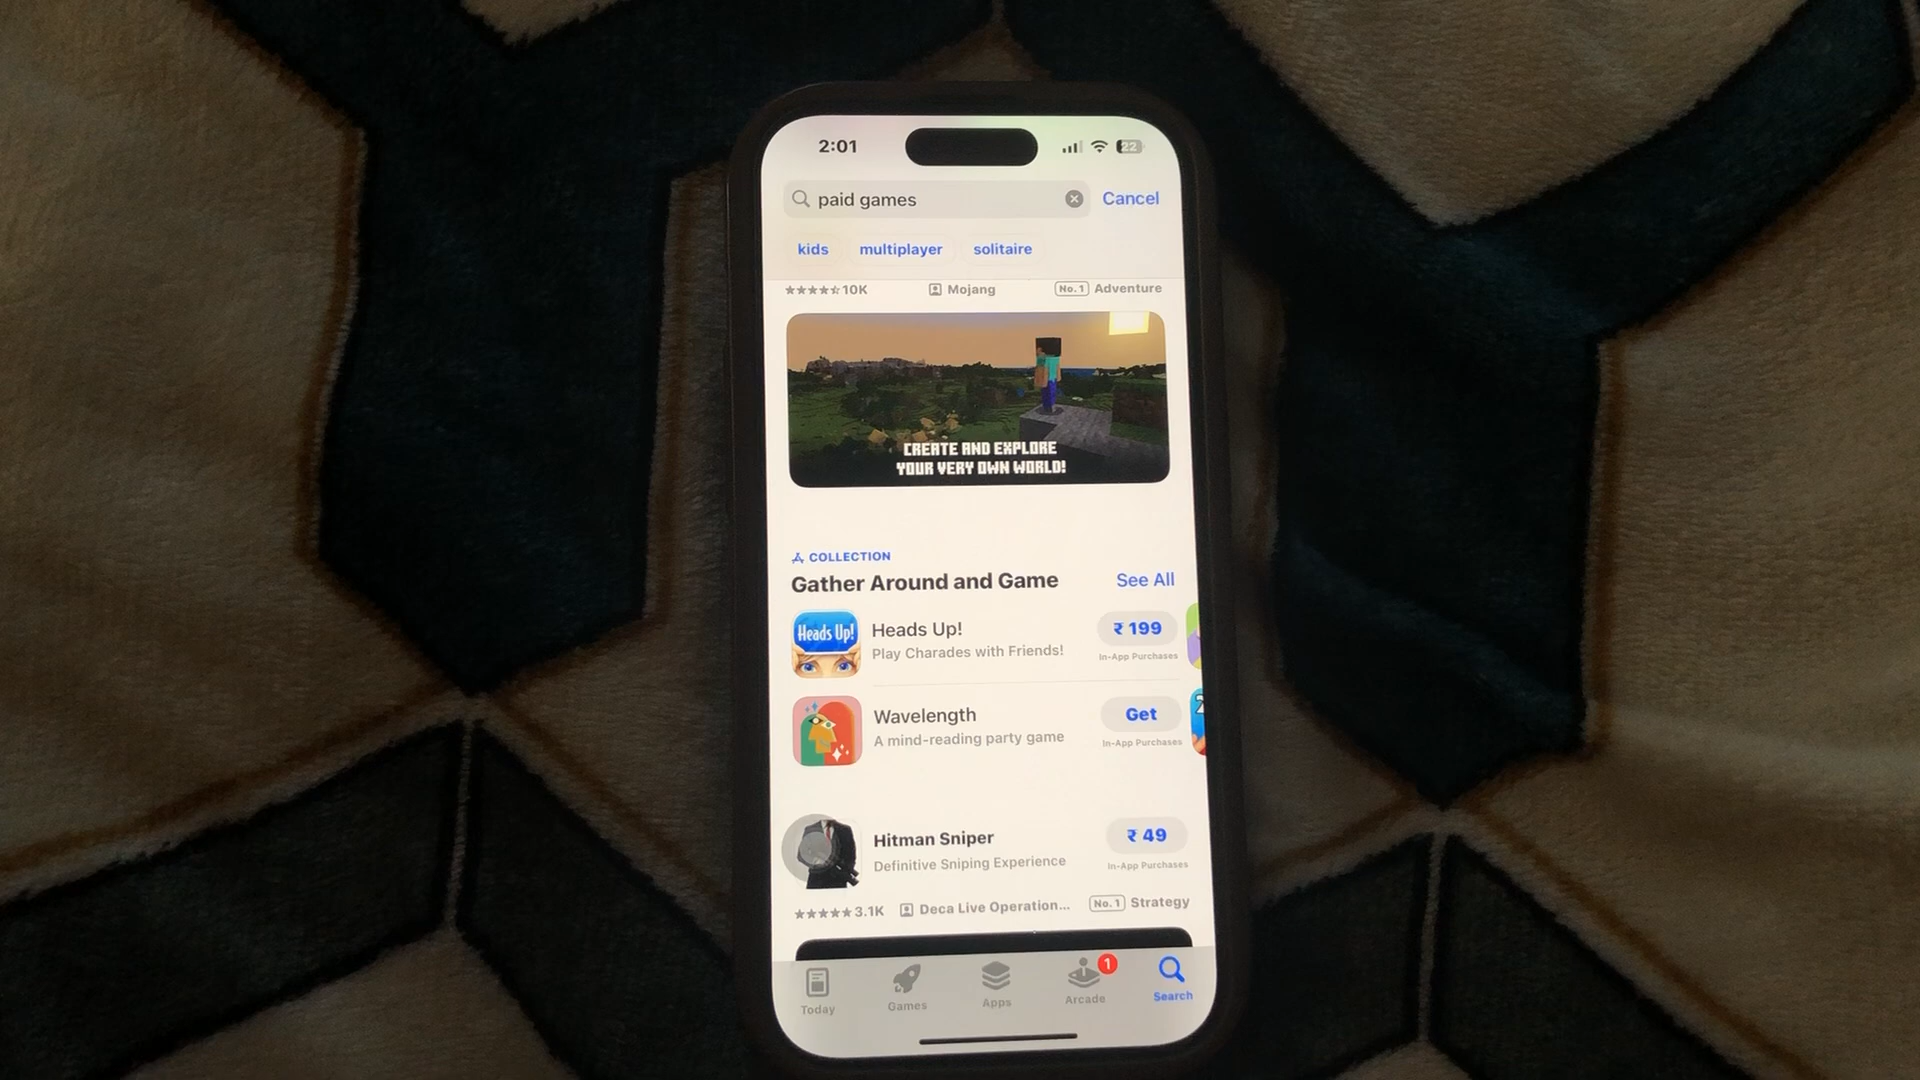 2:01
22
paid games
Cancel
kids
multiplayer
solitaire
10K
Mojang
No. 1 Adventure
CREATE AND EXPLORE
YOUR VERY OWN WORLD!
COLLECTION
Gather Around and Game
See All
Heads Up!
Heads Up!
₹ 199
Play Charades with Friends!
In-App Purchases
Wavelength
Get
A mind-reading party game
In-App Purchases
Hitman Sniper
₹ 49
Definitive Sniping Experience
In-App Purchases
3.1K
Deca Live Operation...
No. 1 Strategy
1
Today
Games
Apps
Arcade
Search